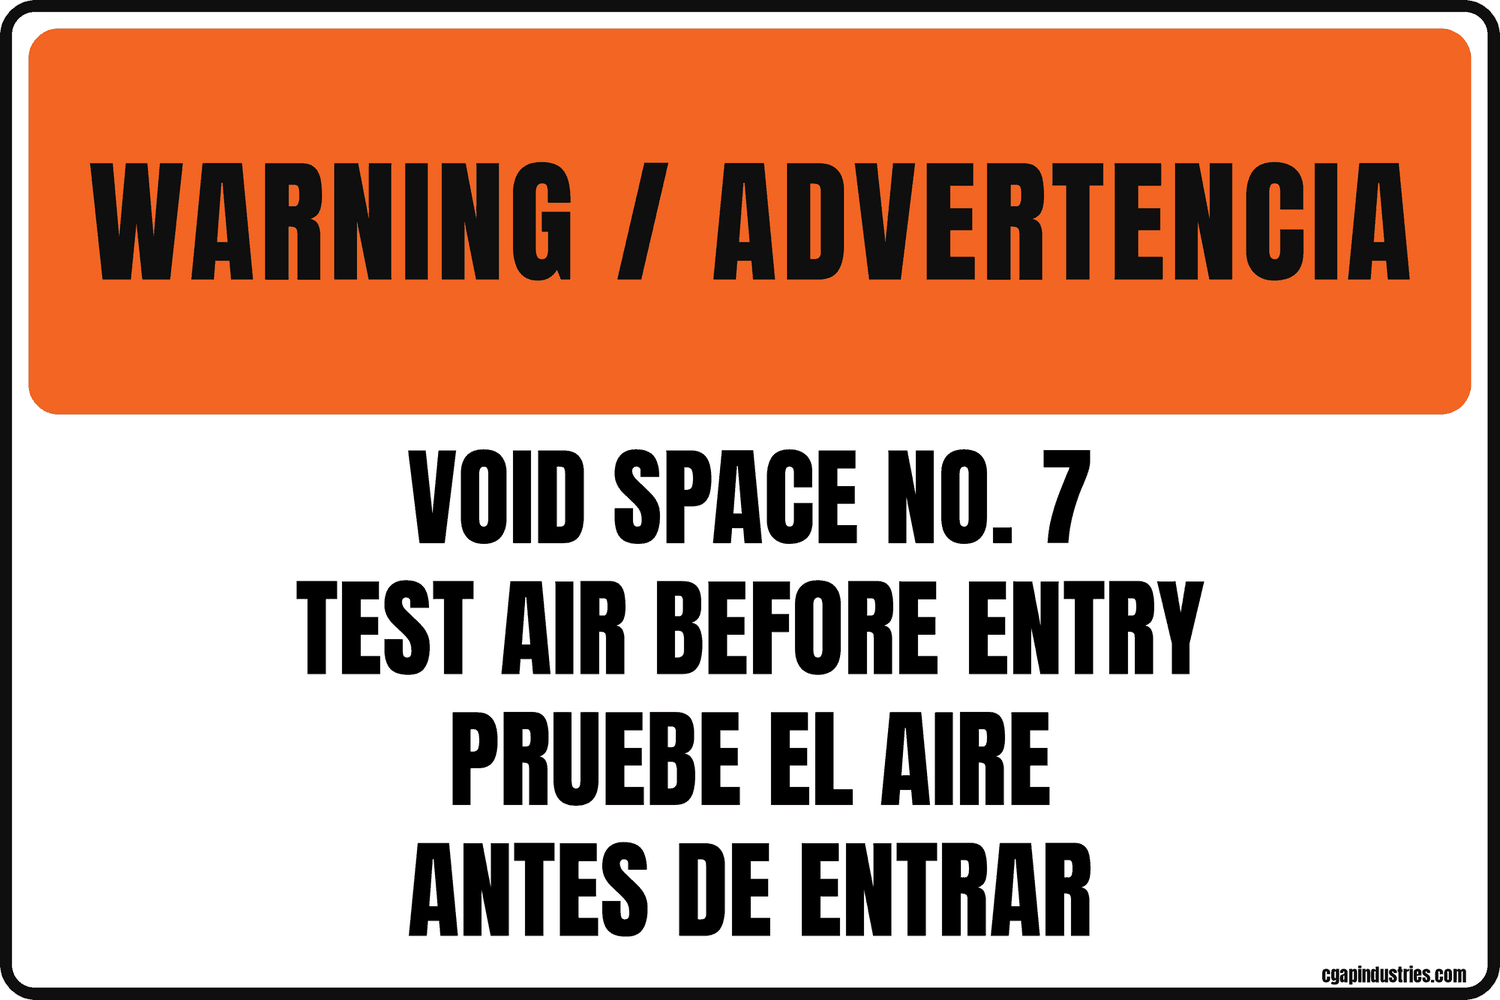 WARNING / ADVERTENCIA
VOID SPACE NO. 7
TEST AIR BEFORE ENTRY
PRUEBE EL AIRE
ANTES DE ENTRAR
cgapindustries.com